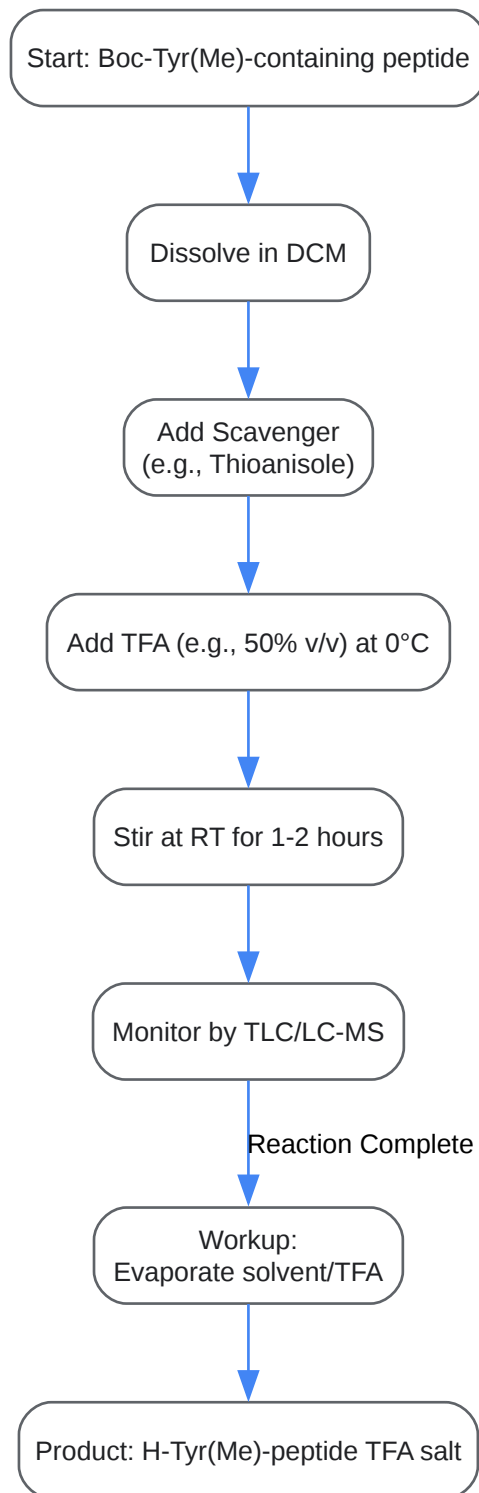 Start: Boc-Tyr(Me)-containing peptide
Dissolve in DCM
Add Scavenger
(e.g., Thioanisole)
Add TFA (e.g., 50% v/v) at 0°C
Stir at RT for 1-2 hours
Monitor by TLC/LC-MS
Reaction Complete
Workup:
Evaporate solvent/TFA
Product: H-Tyr(Me)-peptide TFA salt